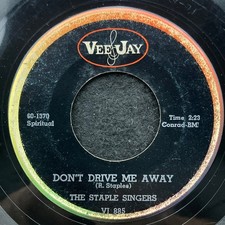 VEE JAY
60-1370
Spiritual
Time 2:23
Conrad-BMI
DON'T DRIVE ME AWAY
(R. Staples)
THE STAPLE SINGERS
VJ 885